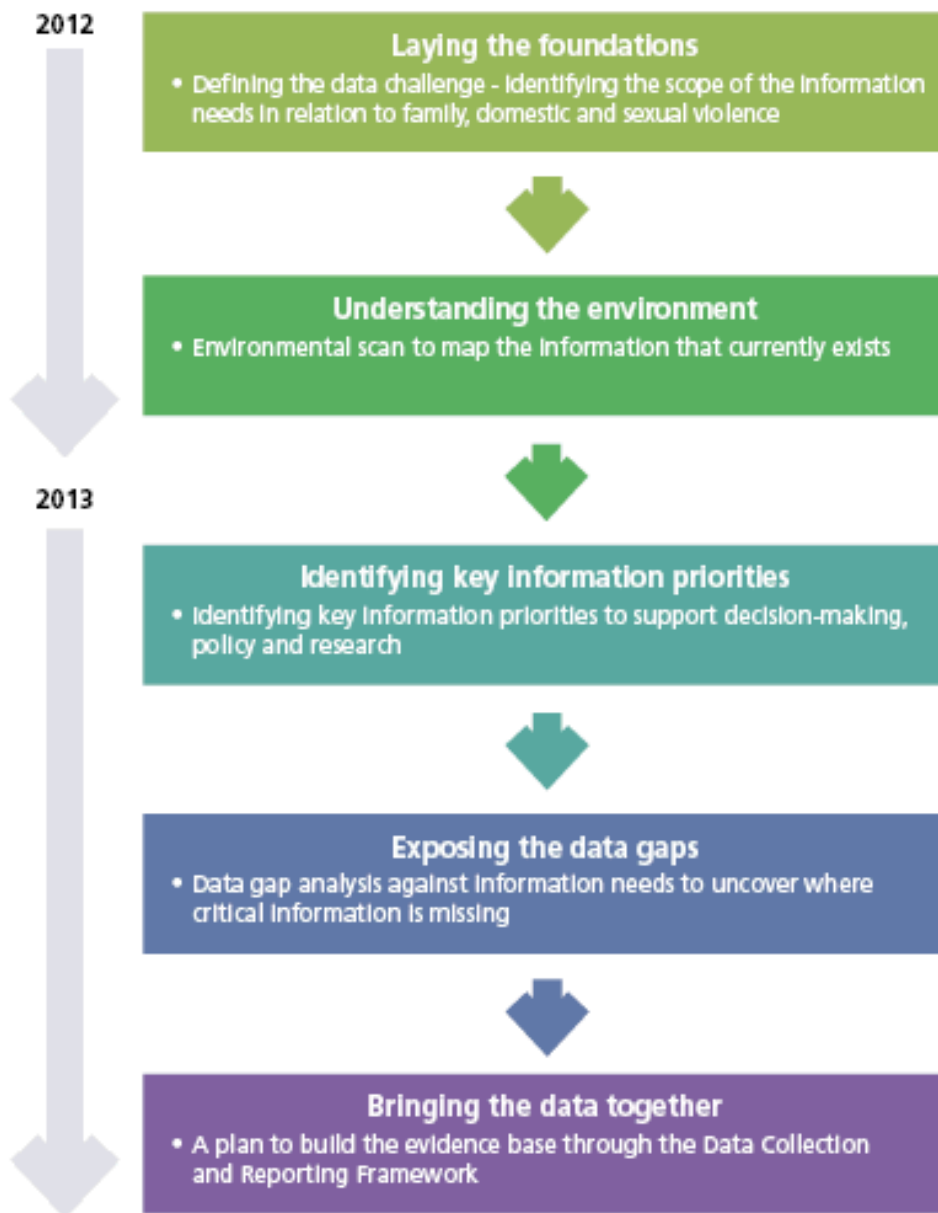 2012
Laying the foundations
• Defining the data challenge - identifying the scope of the information
needs in relation to family, domestic and sexual violence
Understanding the environment
• Environmental scan to map the information that currently exists
2013
Identifying key information priorities
• Identifying key information priorities to support decision-making,
policy and research
Exposing the data gaps
• Data gap analysis against information needs to uncover where
critical information is missing
Bringing the data together
• A plan to build the evidence base through the Data Collection
and Reporting Framework